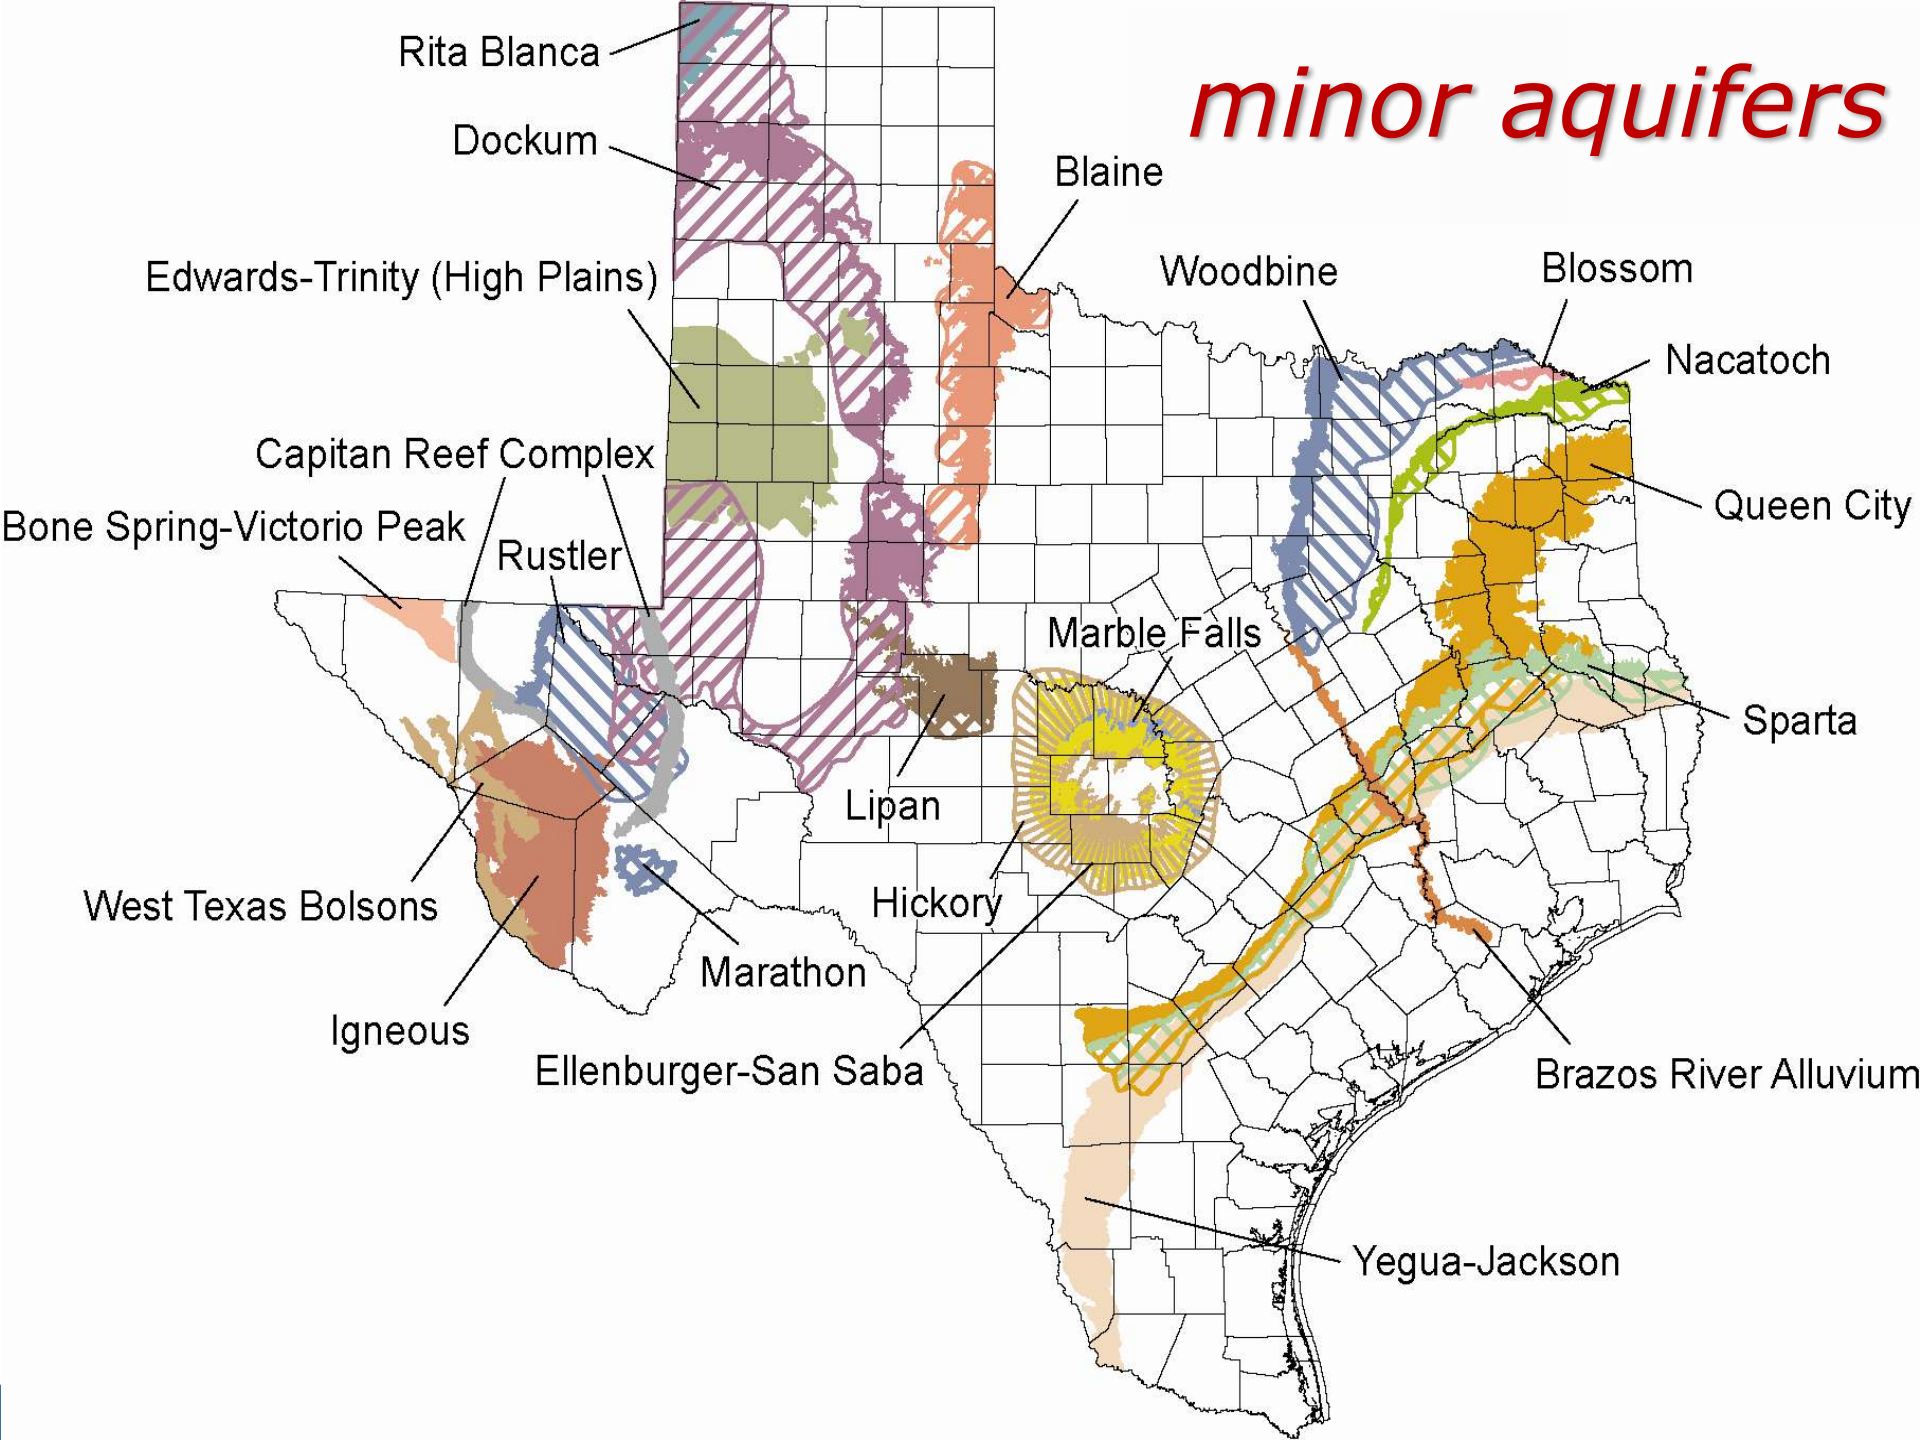 minor aquifers
Rita Blanca
Dockum
Blaine
Edwards-Trinity (High Plains)
Woodbine
Blossom
Nacatoch
Capitan Reef Complex
Queen City
Bone Spring-Victorio Peak
Rustler
Marble Falls
Sparta
Lipan
West Texas Bolsons
Hickory
Marathon
Igneous
Ellenburger-San Saba
Brazos River Alluvium
Yegua-Jackson